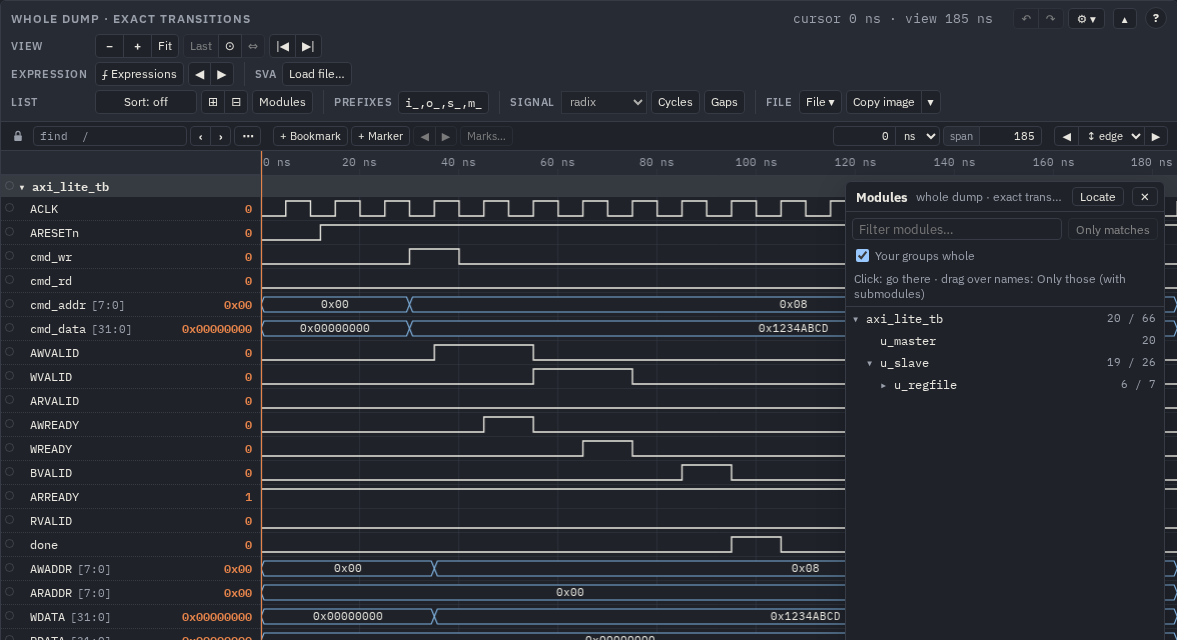 WHOLE DUMP · EXACT TRANSITIONS cursor 0 ns · view 185 ns ↶ ↷ ⚙ ▾ ▴ ?
VIEW − + Fit Last ⊙ ⇔ |◀ ▶|
EXPRESSION ⨍ Expressions ◀ ▶ SVA Load file…
LIST Sort: off ⊞ ⊟ Modules PREFIXES i_,o_,s_,m_ SIGNAL radix Cycles Gaps FILE File ▾ Copy image ▾
find / ‹ › ⋯ + Bookmark + Marker ◀ ▶ Marks… 0 ns span 185 ◀ ↕ edge ▶
0 ns 20 ns 40 ns 60 ns 80 ns 100 ns 120 ns 140 ns 160 ns 180 ns
▾ axi_lite_tb
ACLK 0
ARESETn 0
cmd_wr 0
cmd_rd 0
cmd_addr [7:0] 0x00 0x00 0x08
cmd_data [31:0] 0x00000000 0x00000000 0x1234ABCD
AWVALID 0
WVALID 0
ARVALID 0
AWREADY 0
WREADY 0
BVALID 0
ARREADY 1
RVALID 0
done 0
AWADDR [7:0] 0x00 0x00 0x08
ARADDR [7:0] 0x00 0x00
WDATA [31:0] 0x00000000 0x00000000 0x1234ABCD
RDATA [31:0] 0x00000000 0x00000000
Modules whole dump · exact trans… Locate ✕
Filter modules… Only matches
Your groups whole
Click: go there · drag over names: Only those (with
submodules)
▾ axi_lite_tb 20 / 66
u_master 20
▾ u_slave 19 / 26
▸ u_regfile 6 / 7